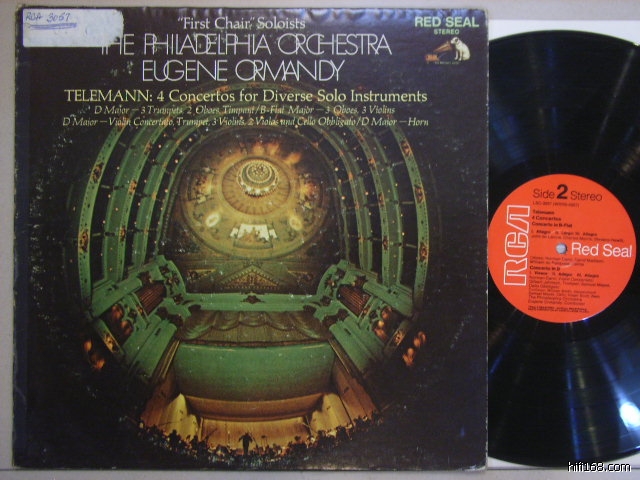 RCA 3057
"First Chair" Soloists
THE PHILADELPHIA ORCHESTRA
EUGENE ORMANDY
RED SEAL
STEREO
TELEMANN: 4 Concertos for Diverse Solo Instruments
D Major – 3 Trumpets, 2 Oboes, Timpani / B-Flat Major – 3 Oboes, 3 Violins
D Major – Violin Concertato, Trumpet, 3 Violins, 2 Violas and Cello Obbligato / D Major – Horn
Side 2 Stereo
Telemann
4 Concertos
Concerto in B-Flat
RCA
Red Seal
Concerto in D
The Philadelphia Orchestra
Eugene Ormandy, Conductor
hifi168.com